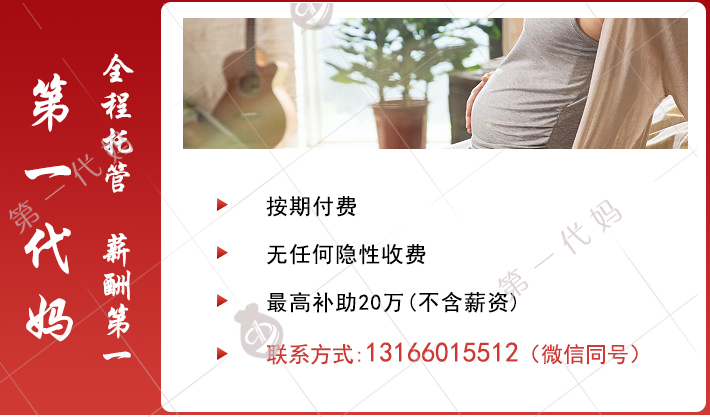 第一代妈
全程托管 薪酬第一
按期付费
无任何隐性收费
最高补助20万(不含薪资)
联系方式:13166015512（微信同号）
第一代妈
第一代妈